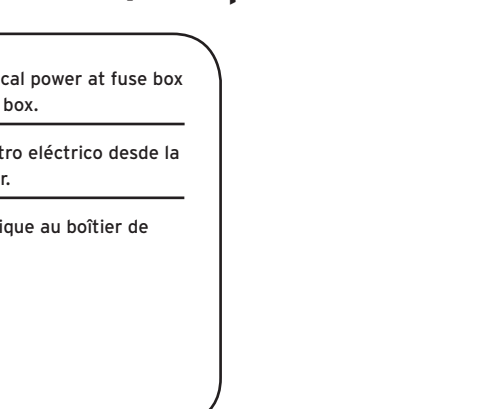 cal power at fuse box
box.
tro eléctrico desde la
r.
ique au boîtier de